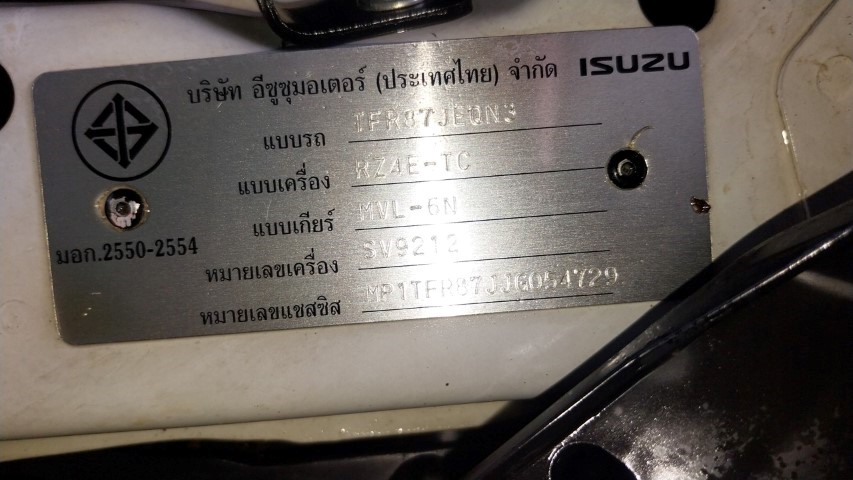 บริษัท อีซูซุมอเตอร์ (ประเทศไทย) จำกัด ISUZU
แบบรถ TFR87JEQN3
แบบเครื่อง RZ4E-TC
แบบเกียร์ MVL-6N
มอก.2550-2554
หมายเลขเครื่อง SV9212
หมายเลขแชสซิส MP1TFR87JJG054729